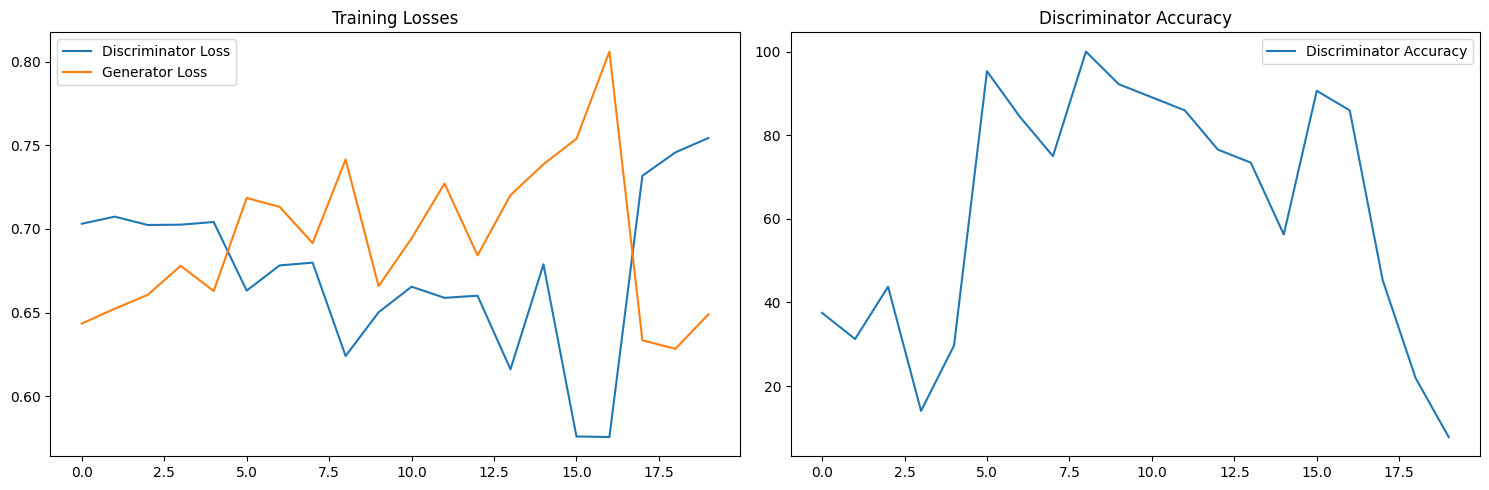 Training Losses
Discriminator Loss
Generator Loss
0.80
0.75
0.70
0.65
0.60
0.0 2.5 5.0 7.5 10.0 12.5 15.0 17.5
Discriminator Accuracy
Discriminator Accuracy
100
80
60
40
20
0.0 2.5 5.0 7.5 10.0 12.5 15.0 17.5